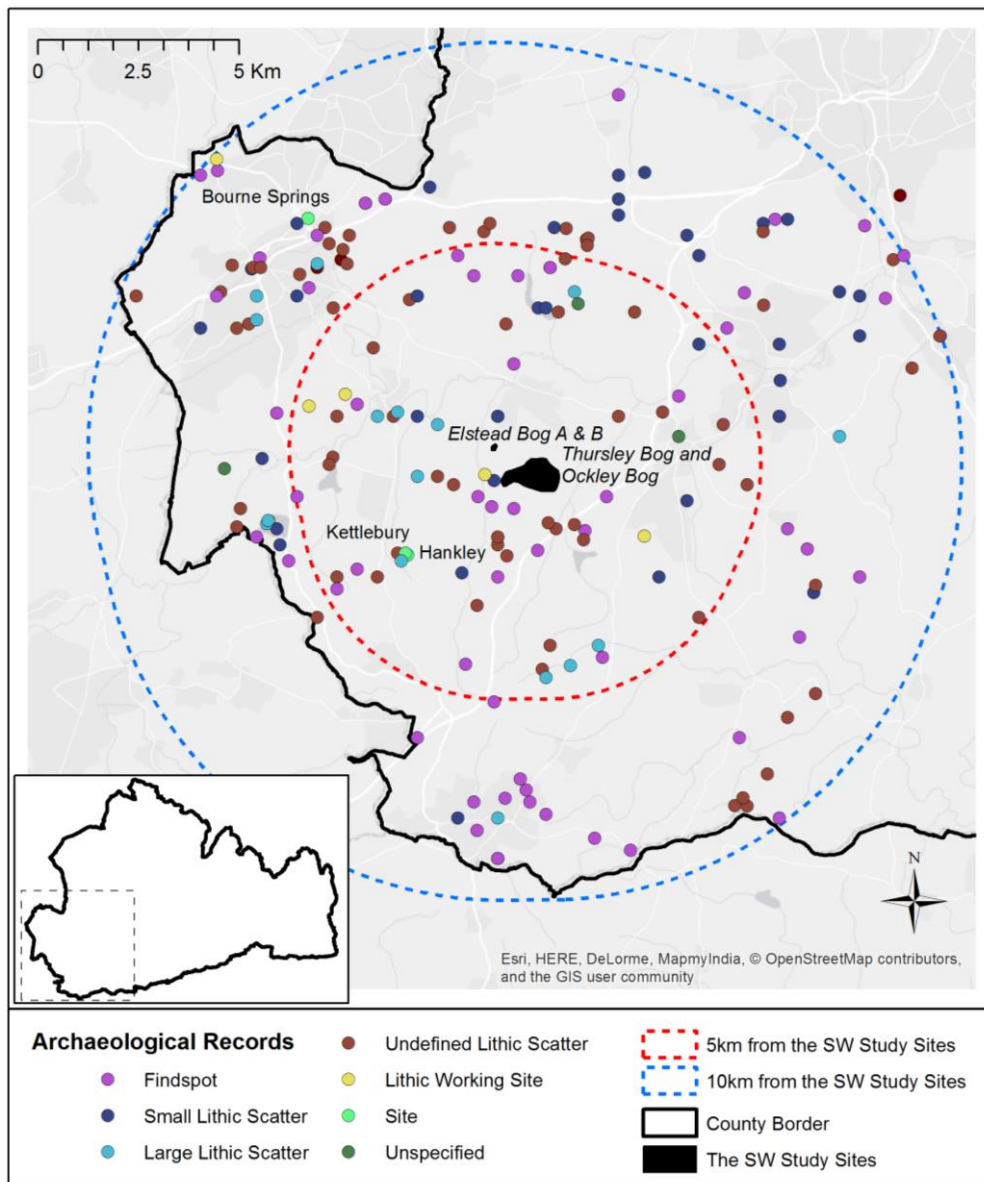 0 2.5 5 Km
Bourne Springs
Elstead Bog A & B
Thursley Bog and
Ockley Bog
Kettlebury
Hankley
N
Esri, HERE, DeLorme, MapmyIndia, © OpenStreetMap contributors,
and the GIS user community
Archaeological Records
Findspot
Small Lithic Scatter
Large Lithic Scatter
Undefined Lithic Scatter
Lithic Working Site
Site
Unspecified
5km from the SW Study Sites
10km from the SW Study Sites
County Border
The SW Study Sites